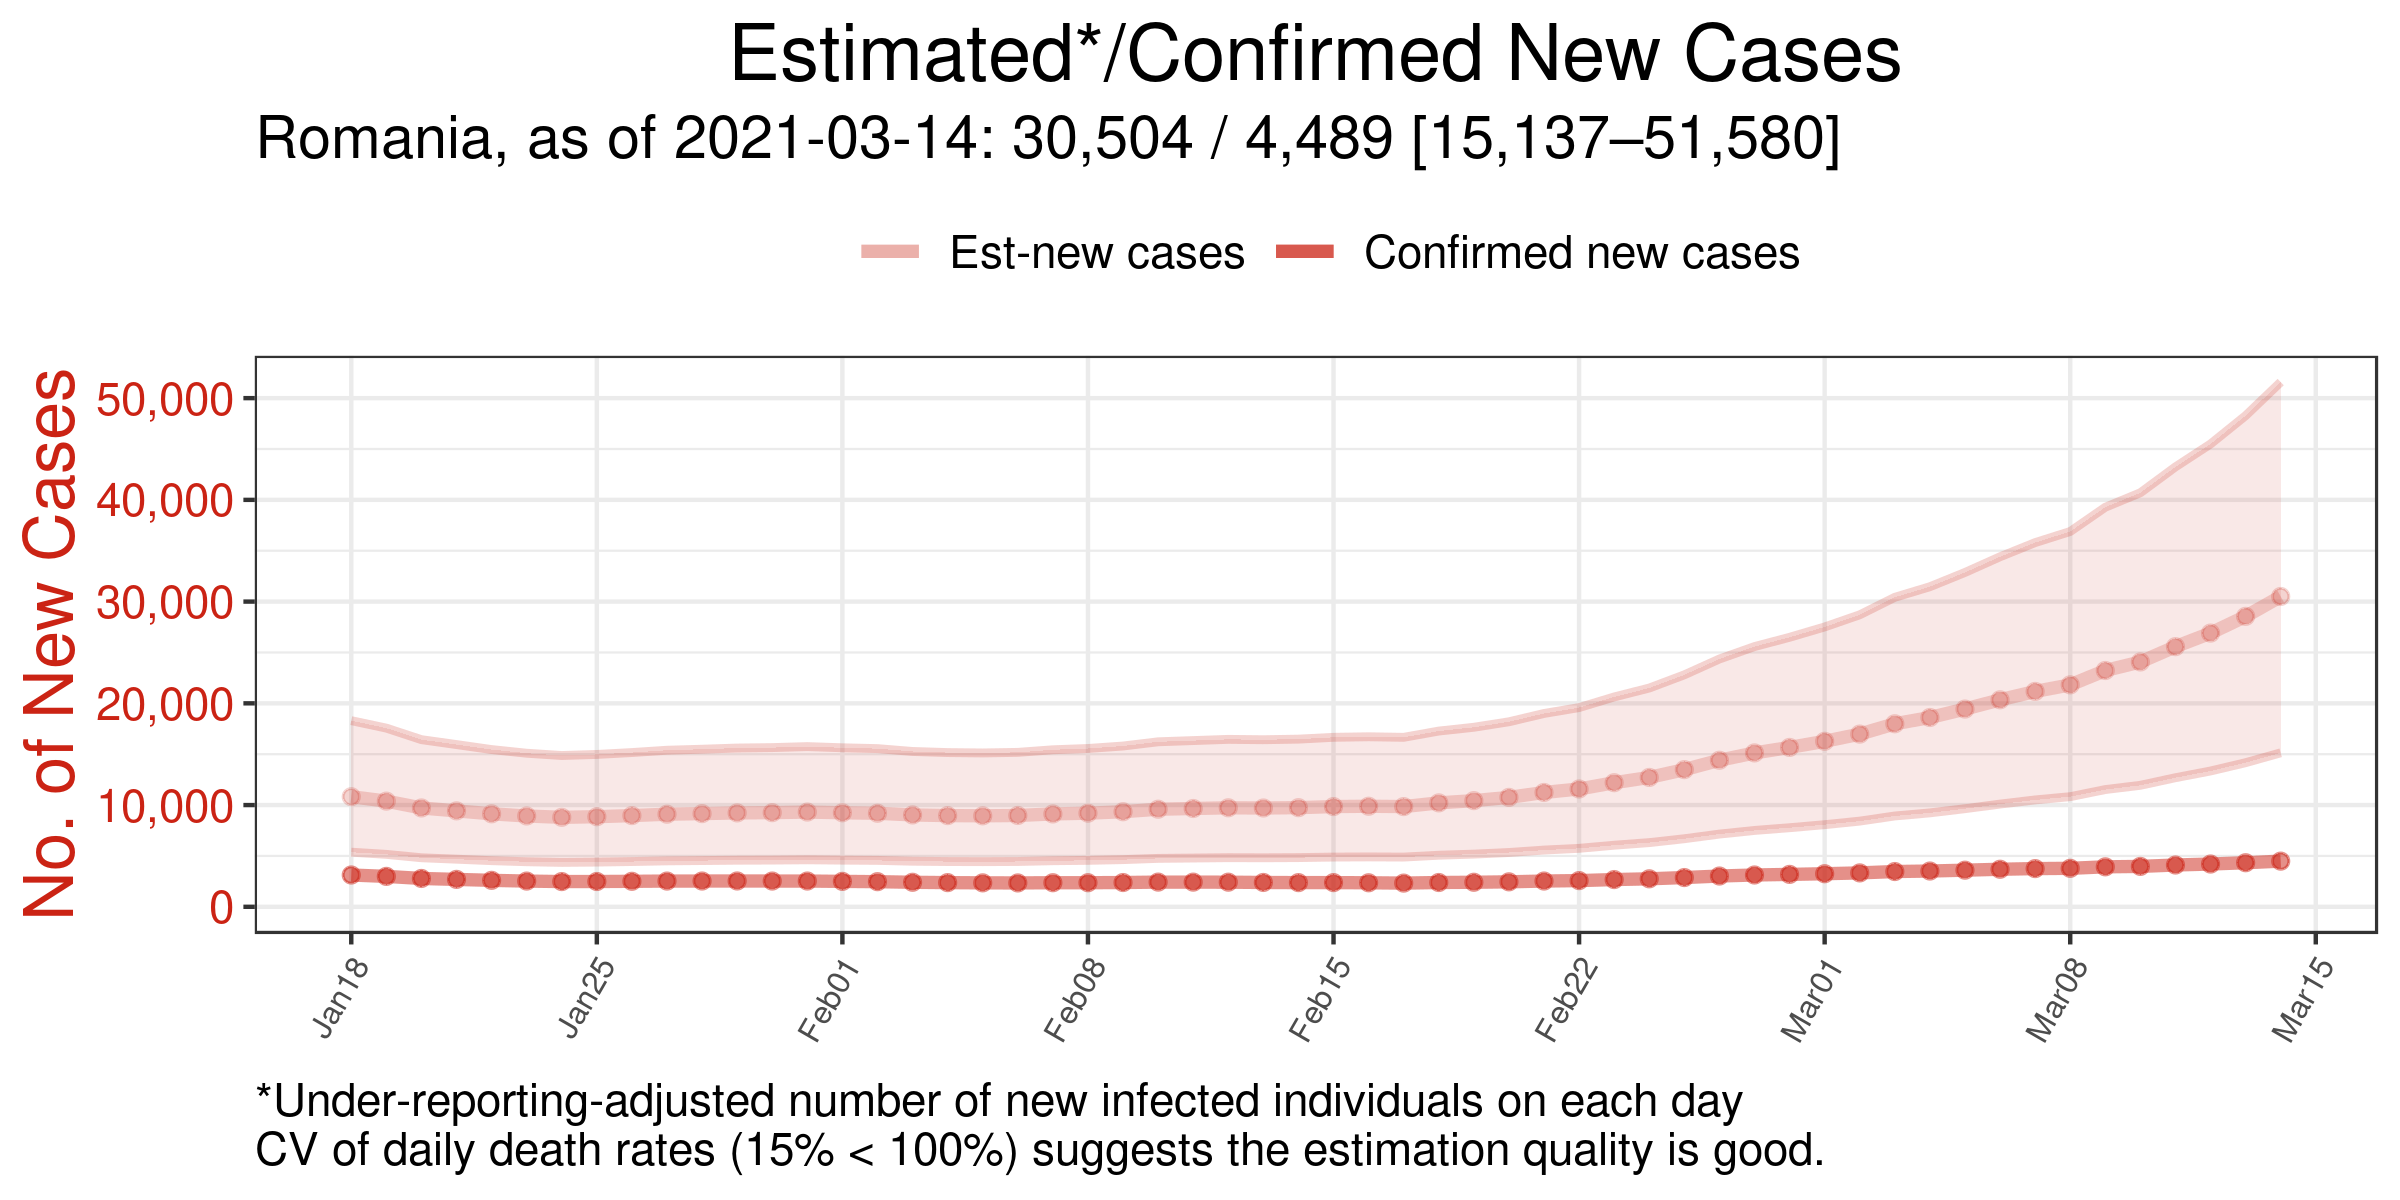 Estimated*/Confirmed New Cases
Romania, as of 2021-03-14: 30,504 / 4,489 [15,137–51,580]
Est-new cases
Confirmed new cases
No. of New Cases
50,000
40,000
30,000
20,000
10,000
0
Jan18
Jan25
Feb01
Feb08
Feb15
Feb22
Mar01
Mar08
Mar15
*Under-reporting-adjusted number of new infected individuals on each day
CV of daily death rates (15% < 100%) suggests the estimation quality is good.